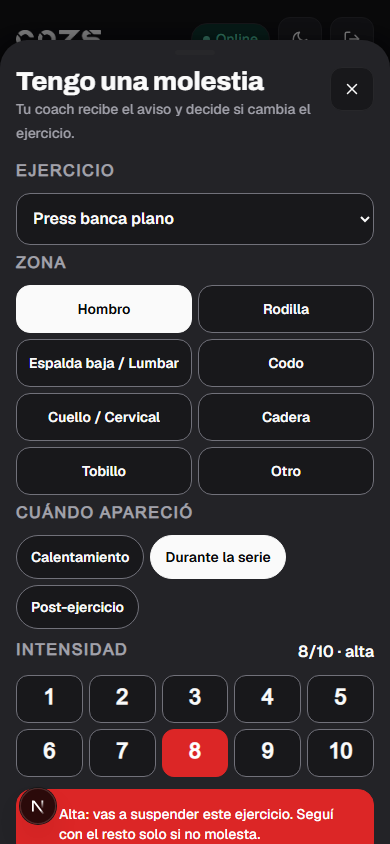 Online
Tengo una molestia
Tu coach recibe el aviso y decide si cambia el
ejercicio.
EJERCICIO
Press banca plano
ZONA
Hombro
Rodilla
Espalda baja / Lumbar
Codo
Cuello / Cervical
Cadera
Tobillo
Otro
CUÁNDO APARECIÓ
Calentamiento
Durante la serie
Post-ejercicio
INTENSIDAD
8/10 · alta
1 2 3 4 5
6 7 8 9 10
N
Alta: vas a suspender este ejercicio. Seguí
con el resto solo si no molesta.